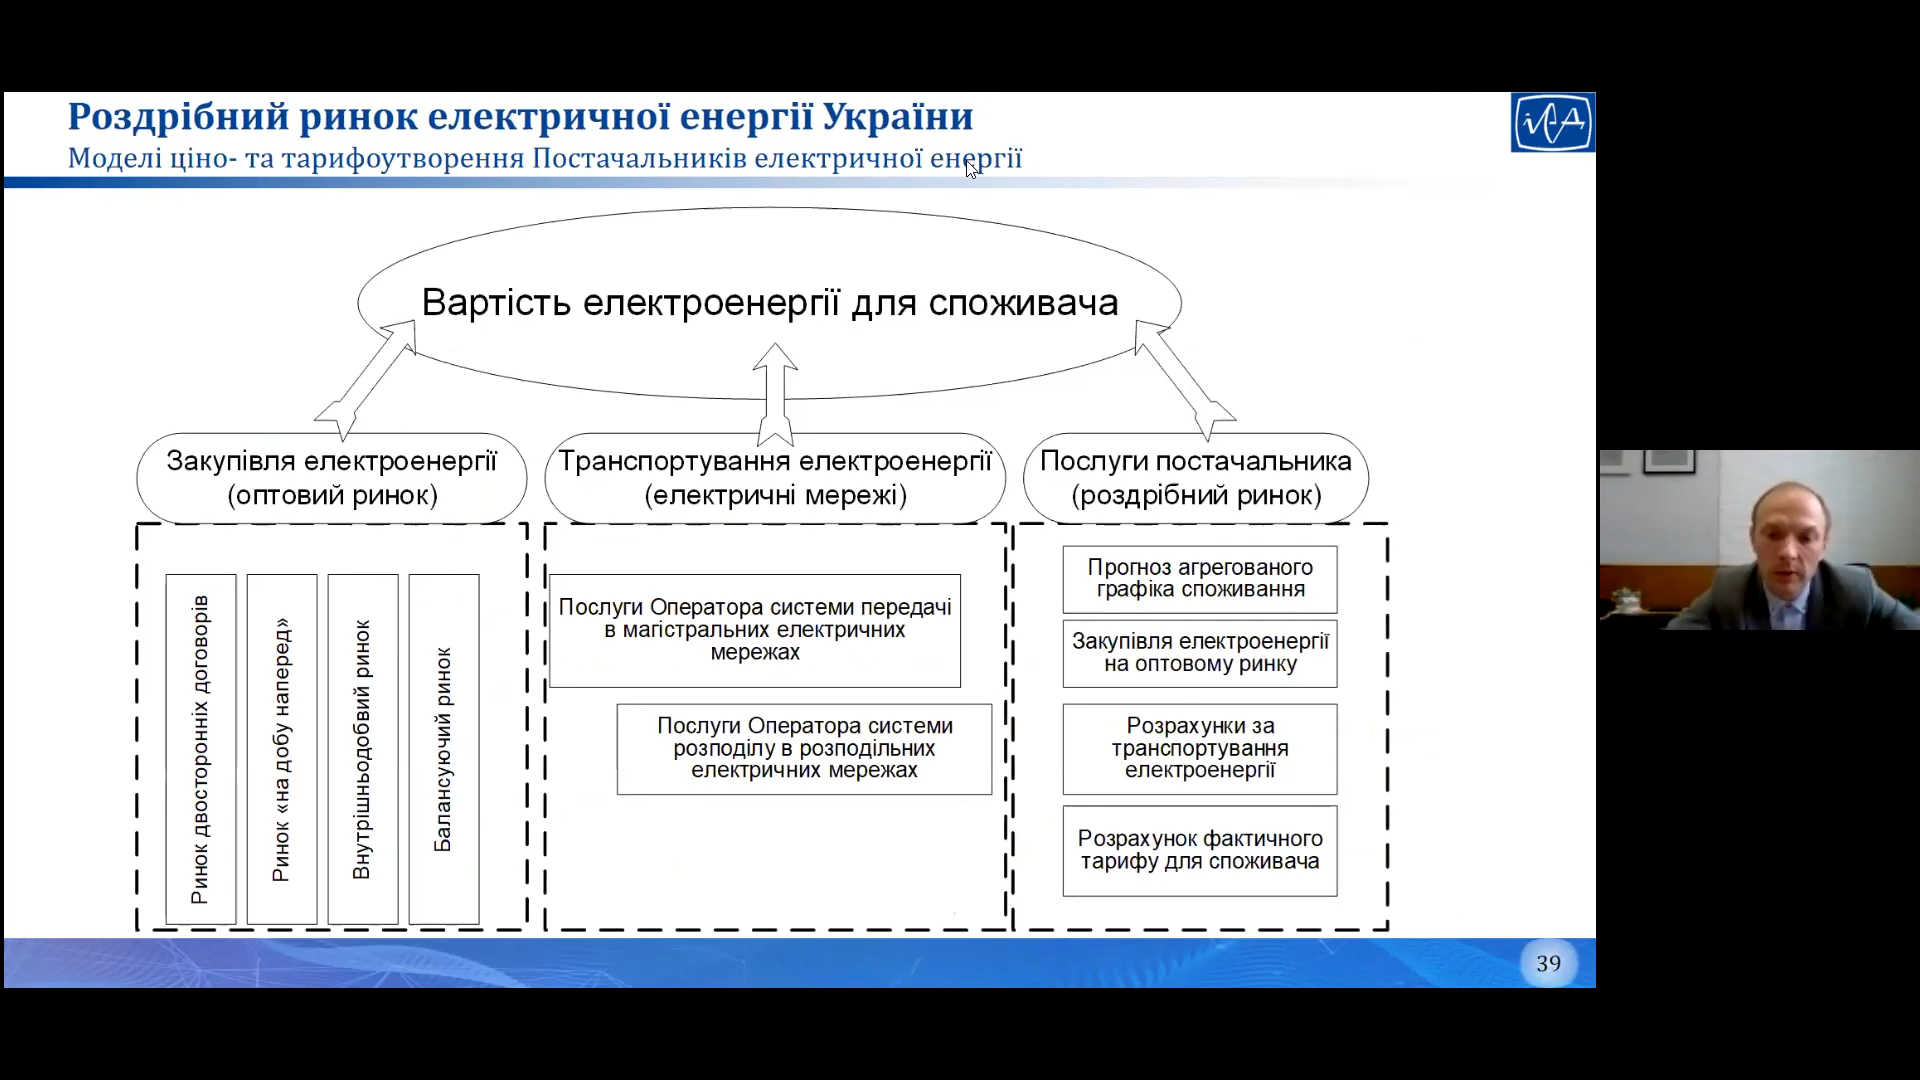 Роздрібний ринок електричної енергії України
Моделі ціно- та тарифоутворення Постачальників електричної енергії
Вартість електроенергії для споживача
Закупівля електроенергії
(оптовий ринок)
Транспортування електроенергії
(електричні мережі)
Послуги постачальника
(роздрібний ринок)
Ринок двосторонніх договорів
Ринок «на добу наперед»
Внутрішньодобвий ринок
Балансуючий ринок
Послуги Оператора системи передачі
в магістральних електричних
мережах
Послуги Оператора системи
розподілу в розподільних
електричних мережах
Прогноз агрегованого
графіка споживання
Закупівля електроенергії
на оптовому ринку
Розрахунки за
транспортування
електроенергії
Розрахунок фактичного
тарифу для споживача
39